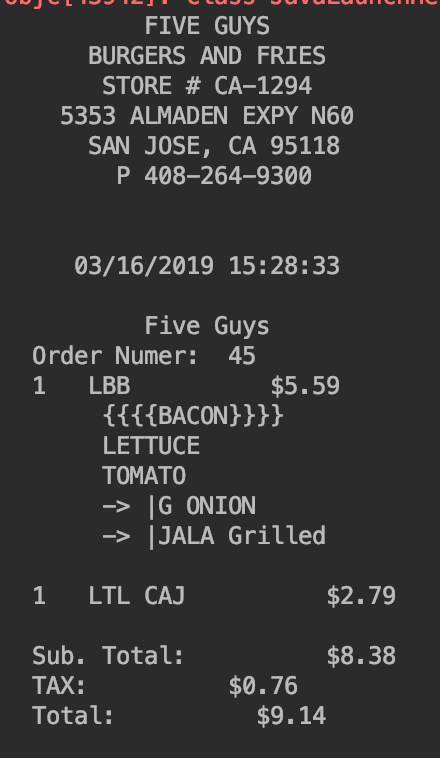 FIVE GUYS
BURGERS AND FRIES
STORE # CA-1294
5353 ALMADEN EXPY N60
SAN JOSE, CA 95118
P 408-264-9300
03/16/2019 15:28:33
Five Guys
Order Numer: 45
1 LBB $5.59
{{{{BACON}}}}
LETTUCE
TOMATO
-> |G ONION
-> |JALA Grilled
1 LTL CAJ $2.79
Sub. Total: $8.38
TAX: $0.76
Total: $9.14